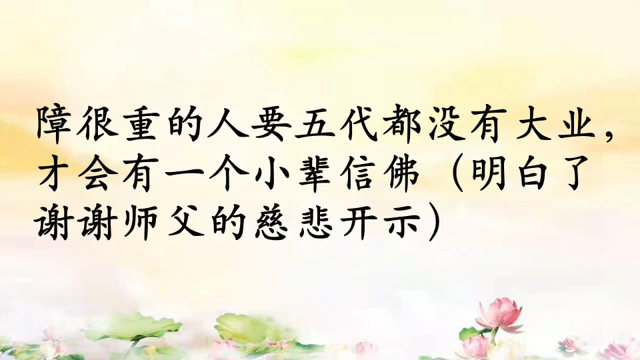 障很重的人要五代都没有大业，
才会有一个小辈信佛（明白了
谢谢师父的慈悲开示）